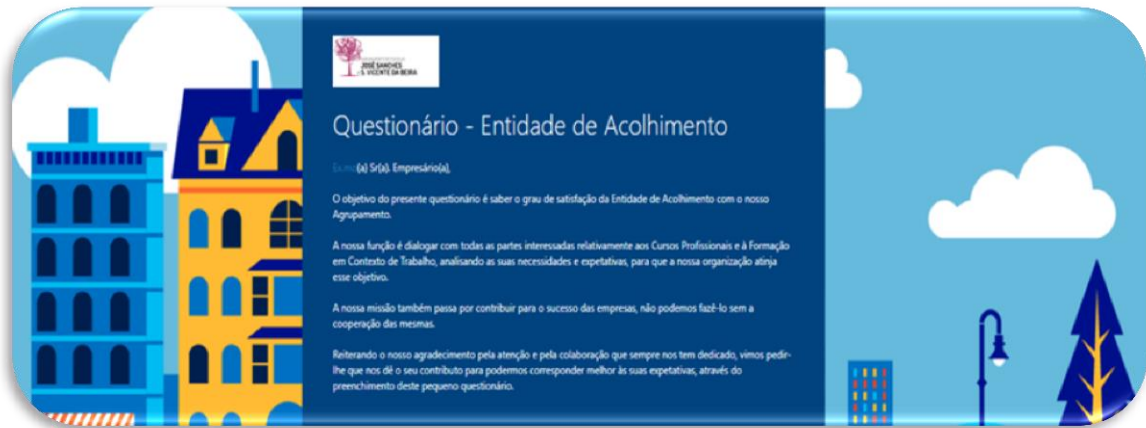 JOSÉ SANCHES
S. VICENTE DA BEIRA
Questionário - Entidade de Acolhimento
Ex.mo(a) Sr(a). Empresário(a),
O objetivo do presente questionário é saber o grau de satisfação da Entidade de Acolhimento com o nosso
Agrupamento.
A nossa função é dialogar com todas as partes interessadas relativamente aos Cursos Profissionais e à Formação
em Contexto de Trabalho, analisando as suas necessidades e expetativas, para que a nossa organização atinja
esse objetivo.
A nossa missão também passa por contribuir para o sucesso das empresas, não podemos fazê-lo sem a
cooperação das mesmas.
Reiterando o nosso agradecimento pela atenção e pela colaboração que sempre nos tem dedicado, vimos pedir-
lhe que nos dê o seu contributo para podermos corresponder melhor às suas expetativas, através do
preenchimento deste pequeno questionário.